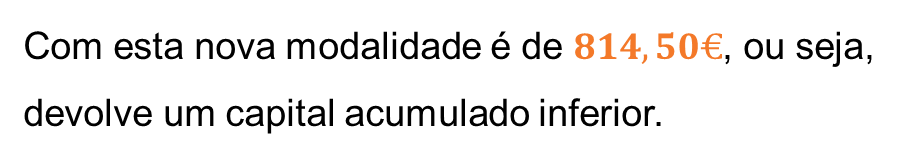 Com esta nova modalidade é de 814,50€, ou seja,
devolve um capital acumulado inferior.